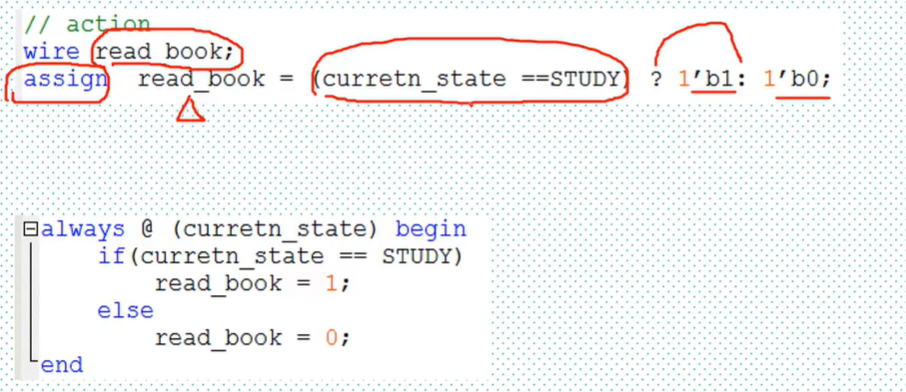 // action
wire read_book;
assign read_book = (curretn_state ==STUDY) ? 1'b1: 1'b0;
always @ (curretn_state) begin
if(curretn_state == STUDY)
read_book = 1;
else
read_book = 0;
end